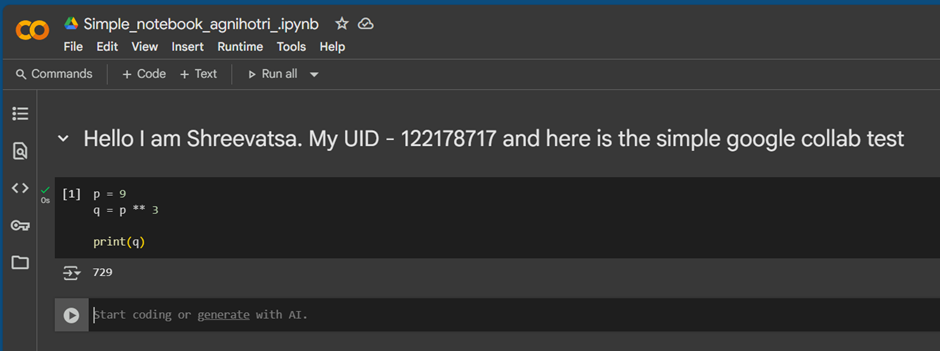 Simple_notebook_agnihotri_.ipynb
File Edit View Insert Runtime Tools Help
Commands + Code + Text Run all
Hello I am Shreevatsa. My UID - 122178717 and here is the simple google collab test
0s
[1] p = 9
q = p ** 3
print(q)
729
Start coding or generate with AI.